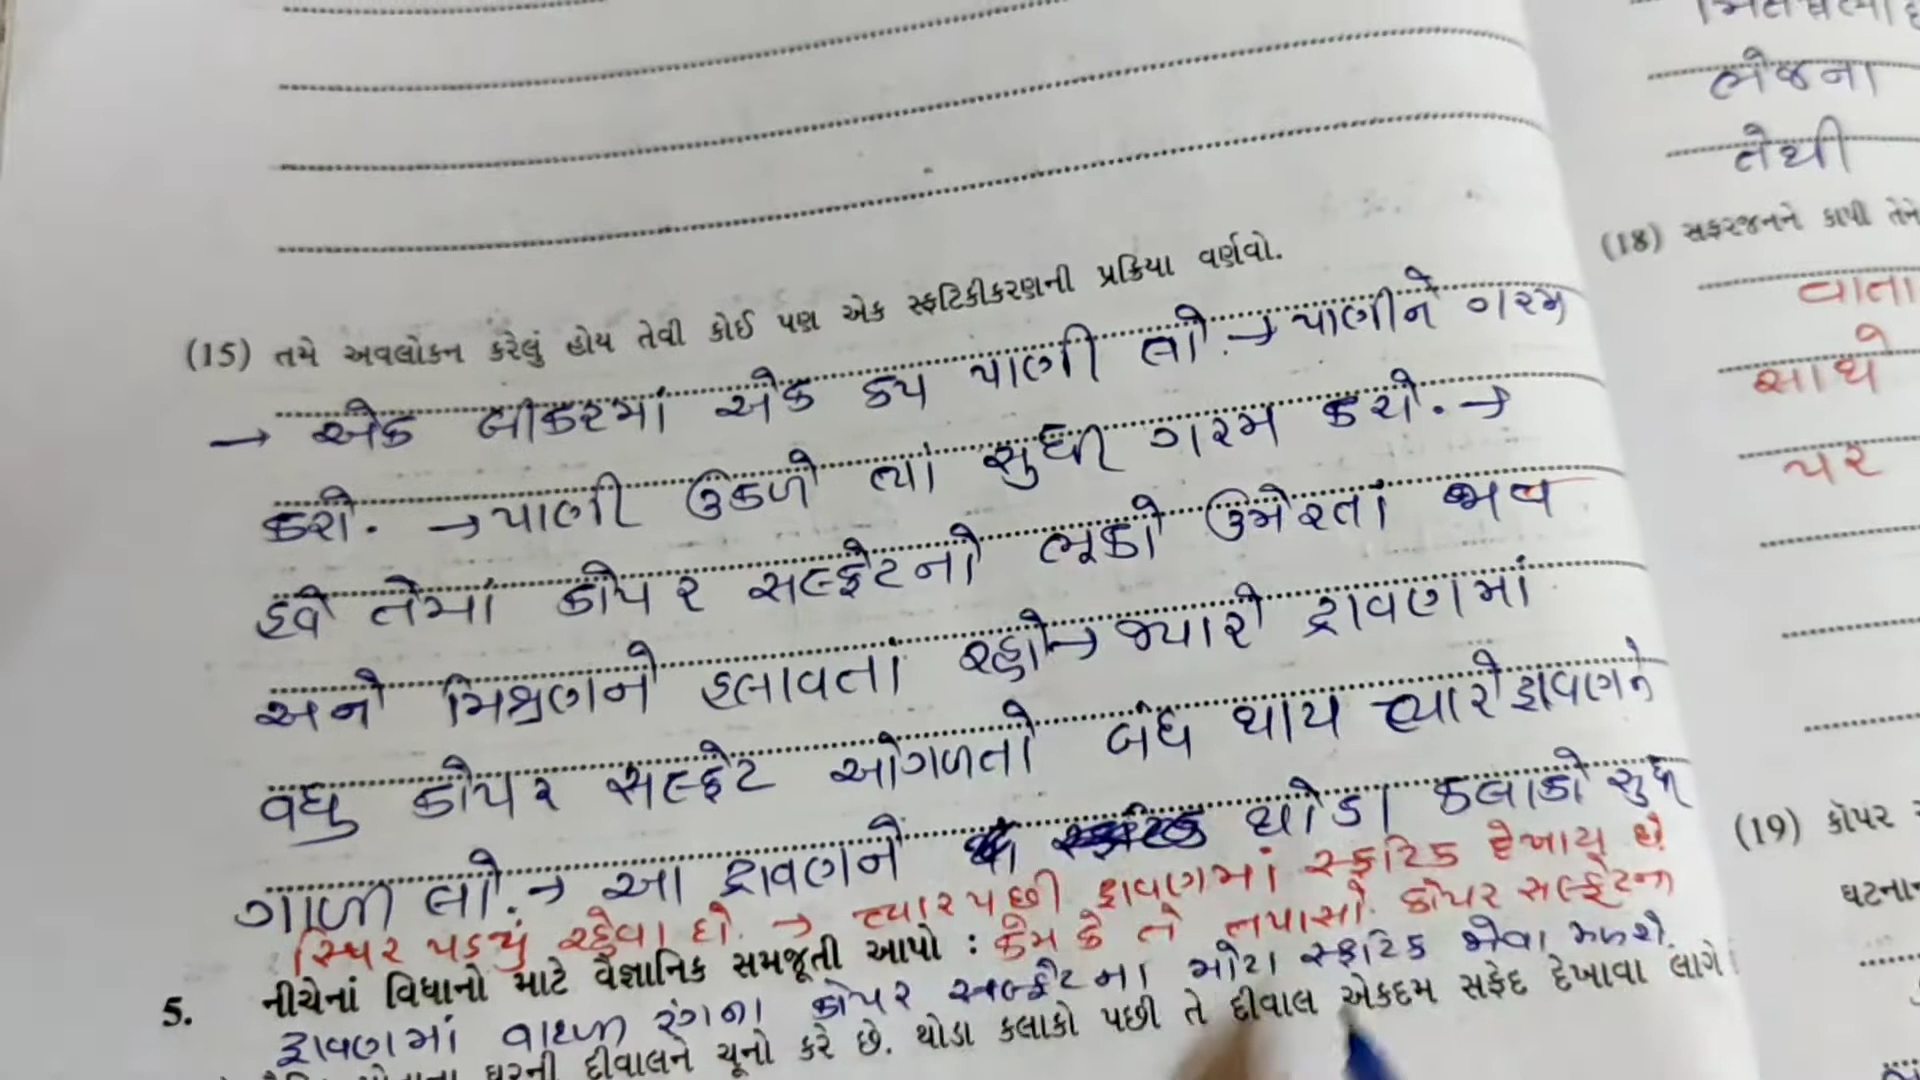 (15) તમે અવલોકન કરેલું હોય તેવી કોઈ પણ એક સ્ફટિકીકરણની પ્રક્રિયા વર્ણવો.
→ એક બીકરમાં એક કપ પાણી લો. → પાણીને ગરમ
કરો. → પાણી ઉકળે ત્યાં સુધી ગરમ કરો. →
હવે તેમાં કોપર સલ્ફેટનો ભૂકો ઉમેરતાં જાવ
અને મિશ્રણને હલાવતાં રહો → જ્યારે દ્રાવણમાં
વધુ કોપર સલ્ફેટ ઓગળતો બંધ થાય ત્યારે દ્રાવણને
ગાળી લો. → આ દ્રાવણને થોડા કલાકો સુધી
સ્થિર પડ્યું રહેવા દો. → ત્યારપછી દ્રાવણમાં સ્ફટિક દેખાય છે
કેમ કે તે તપાસો. કોપર સલ્ફેટના
5. નીચેનાં વિધાનો માટે વૈજ્ઞાનિક સમજૂતી આપો :
દ્રાવણમાં વાદળી રંગના કોપર સલ્ફેટના મોટા સ્ફટિક જોવા મળશે.
ઘરની દીવાલને ચૂનો કરે છે. થોડા કલાકો પછી તે દીવાલ એકદમ સફેદ દેખાવા લાગે
ભેજના
તેથી
(18) સફરજનને કાપી તેને
વાતા
સાથે
પર
(19) કૉપર
ઘટનાન